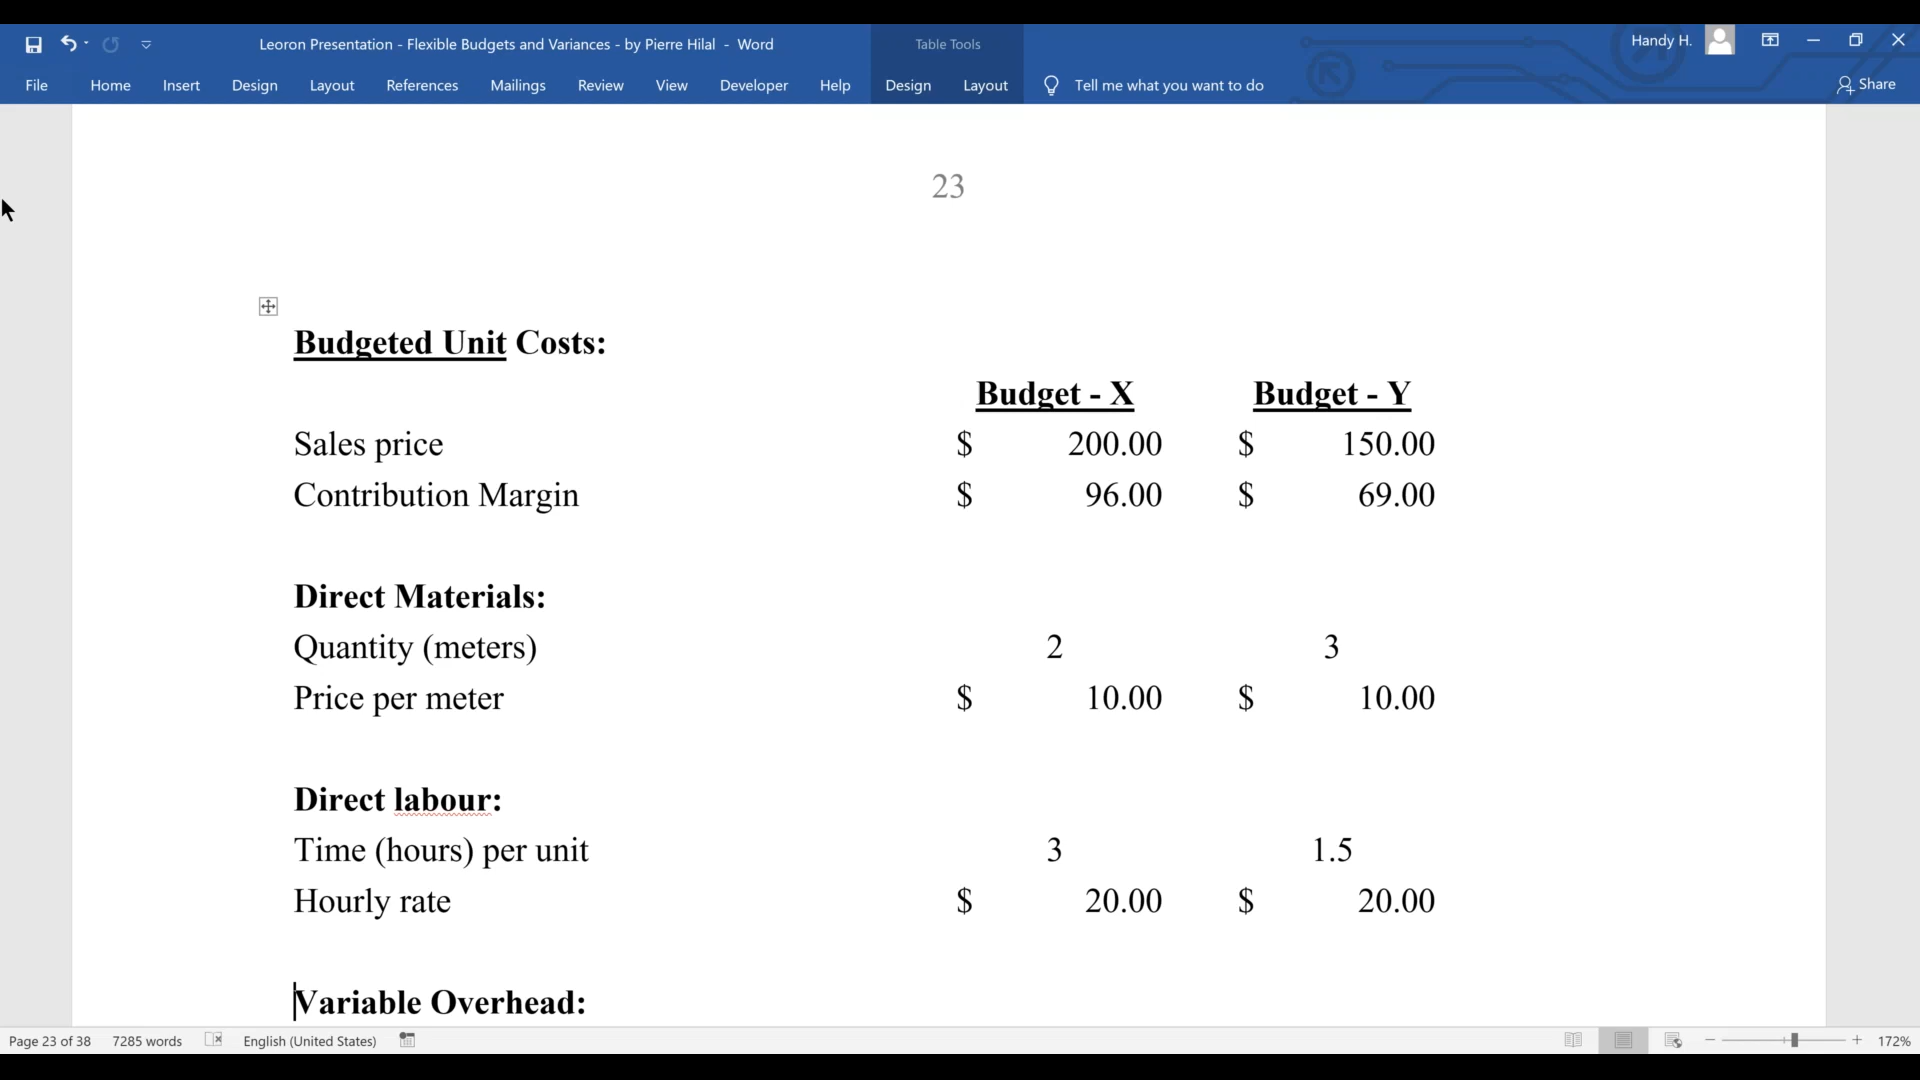 Leoron Presentation - Flexible Budgets and Variances - by Pierre Hilal - Word
Table Tools
Handy H.
File Home Insert Design Layout References Mailings Review View Developer Help Design Layout Tell me what you want to do Share
23
Budgeted Unit Costs:
Budget - X Budget - Y
Sales price $ 200.00 $ 150.00
Contribution Margin $ 96.00 $ 69.00
Direct Materials:
Quantity (meters) 2 3
Price per meter $ 10.00 $ 10.00
Direct labour:
Time (hours) per unit 3 1.5
Hourly rate $ 20.00 $ 20.00
Variable Overhead:
Page 23 of 38 7285 words English (United States) 172%